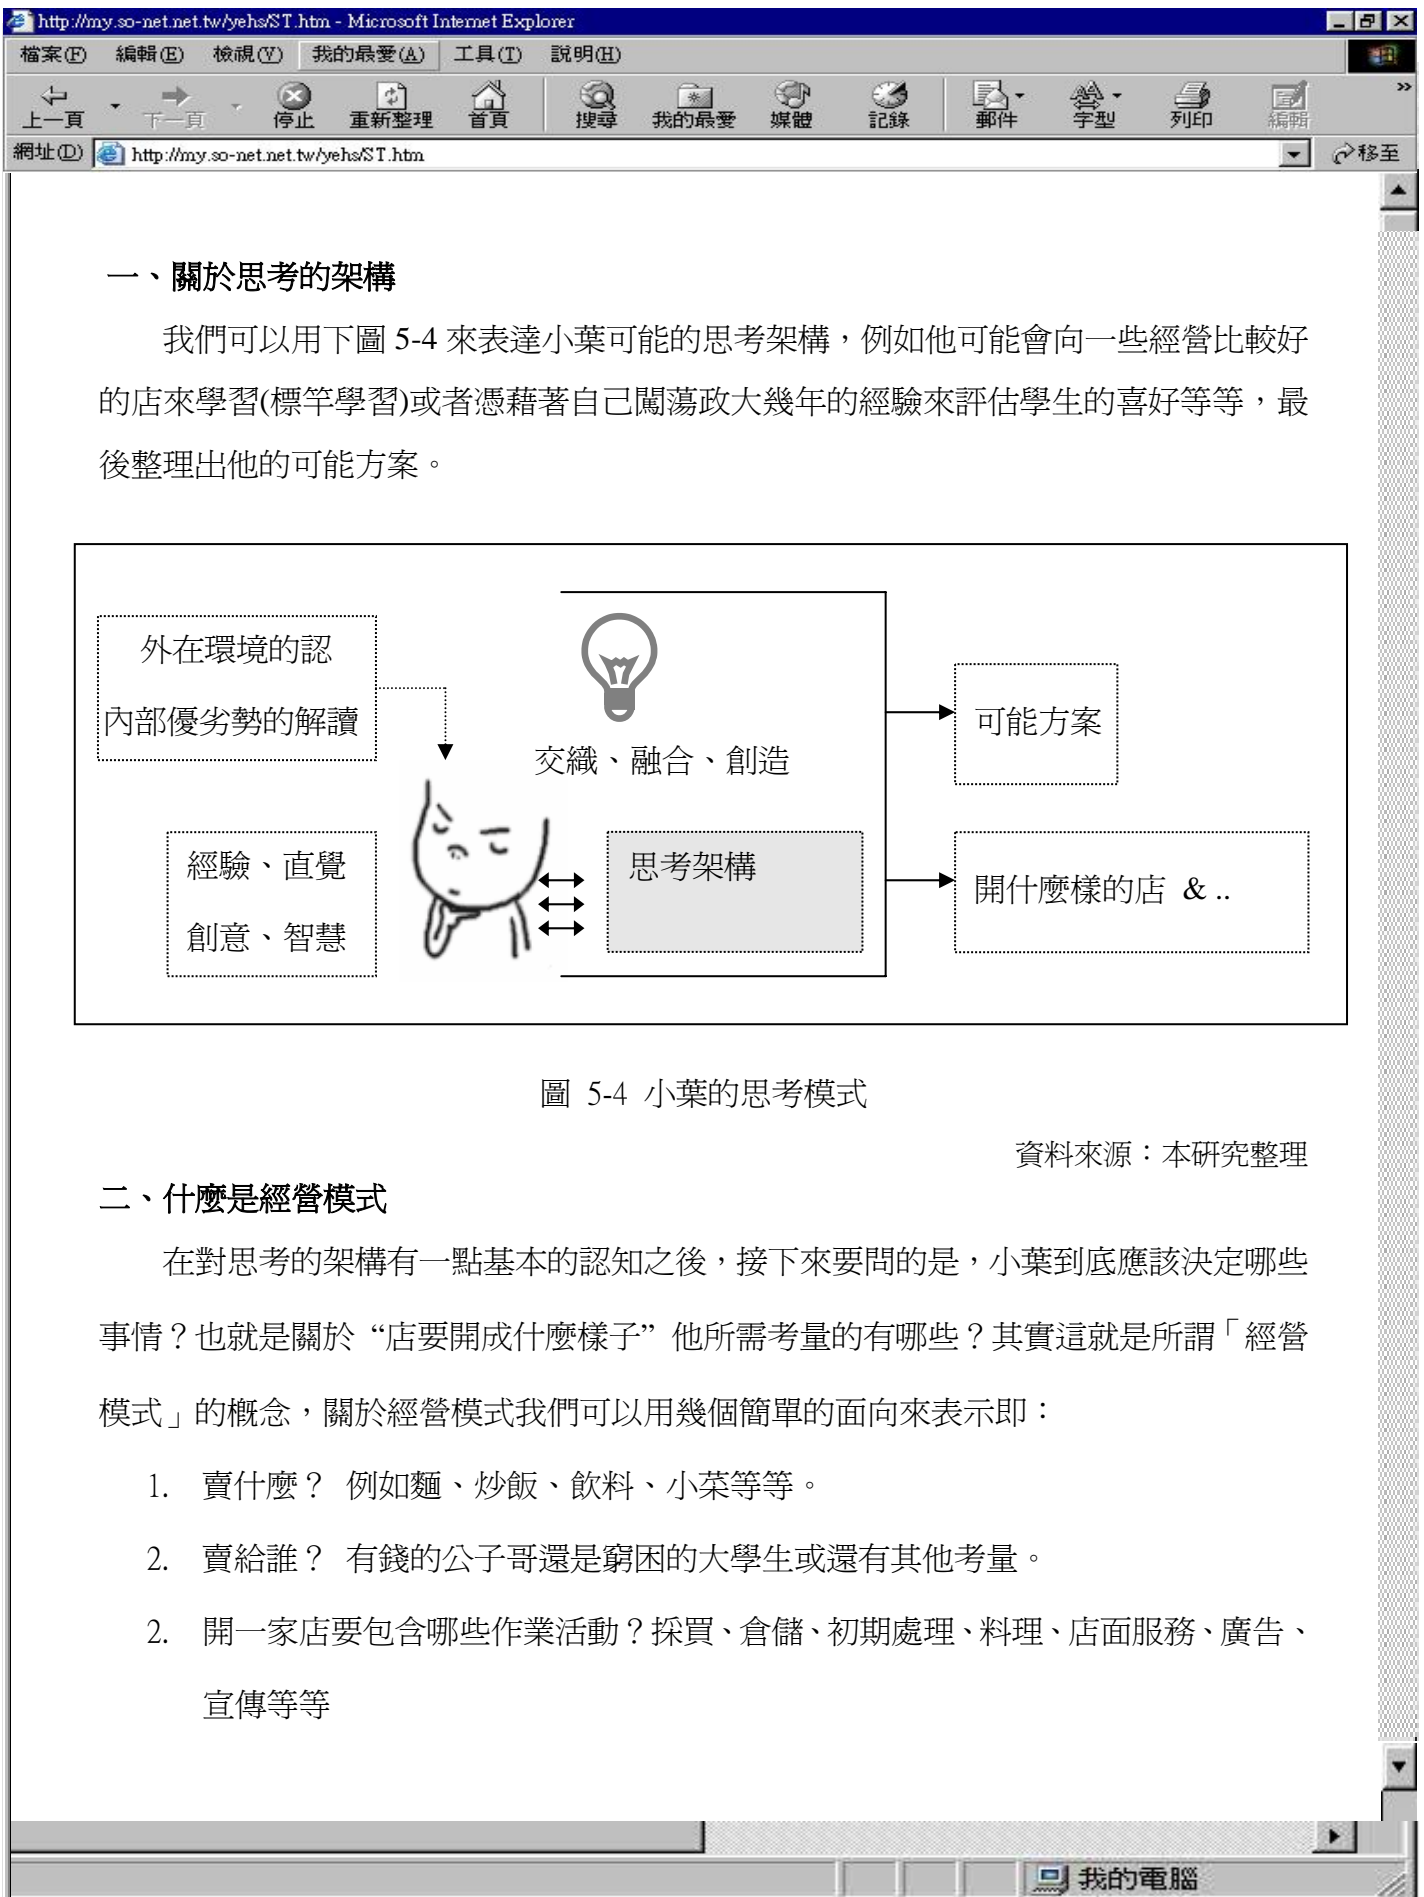 http://my.so-net.net.tw/yehs/ST.htm - Microsoft Internet Explorer
檔案(F) 編輯(E) 檢視(V) 我的最愛(A) 工具(T) 說明(H)
上一頁 下一頁 停止 重新整理 首頁 搜尋 我的最愛 媒體 記錄 郵件 字型 列印 編輯 »
網址(D) http://my.so-net.net.tw/yehs/ST.htm 移至
一、關於思考的架構
我們可以用下圖 5-4 來表達小葉可能的思考架構，例如他可能會向一些經營比較好
的店來學習(標竿學習)或者憑藉著自己闖蕩政大幾年的經驗來評估學生的喜好等等，最
後整理出他的可能方案。
外在環境的認
內部優劣勢的解讀
經驗、直覺
創意、智慧
交織、融合、創造
思考架構
可能方案
開什麼樣的店 & ..
圖 5-4 小葉的思考模式
資料來源：本研究整理
二、什麼是經營模式
在對思考的架構有一點基本的認知之後，接下來要問的是，小葉到底應該決定哪些
事情？也就是關於 “店要開成什麼樣子” 他所需考量的有哪些？其實這就是所謂「經營
模式」的概念，關於經營模式我們可以用幾個簡單的面向來表示即：
1. 賣什麼？ 例如麵、炒飯、飲料、小菜等等。
2. 賣給誰？ 有錢的公子哥還是窮困的大學生或還有其他考量。
2. 開一家店要包含哪些作業活動？採買、倉儲、初期處理、料理、店面服務、廣告、
宣傳等等
我的電腦